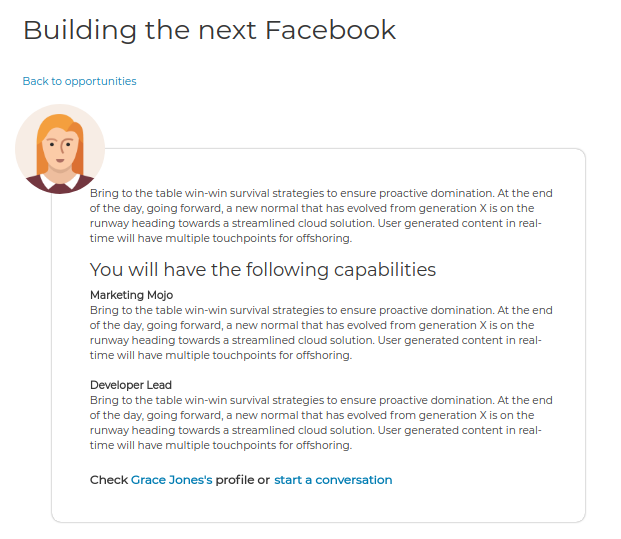 Building the next Facebook
Back to opportunities
Bring to the table win-win survival strategies to ensure proactive domination. At the end
of the day, going forward, a new normal that has evolved from generation X is on the
runway heading towards a streamlined cloud solution. User generated content in real-
time will have multiple touchpoints for offshoring.
You will have the following capabilities
Marketing Mojo
Bring to the table win-win survival strategies to ensure proactive domination. At the end
of the day, going forward, a new normal that has evolved from generation X is on the
runway heading towards a streamlined cloud solution. User generated content in real-
time will have multiple touchpoints for offshoring.
Developer Lead
Bring to the table win-win survival strategies to ensure proactive domination. At the end
of the day, going forward, a new normal that has evolved from generation X is on the
runway heading towards a streamlined cloud solution. User generated content in real-
time will have multiple touchpoints for offshoring.
Check Grace Jones's profile or start a conversation